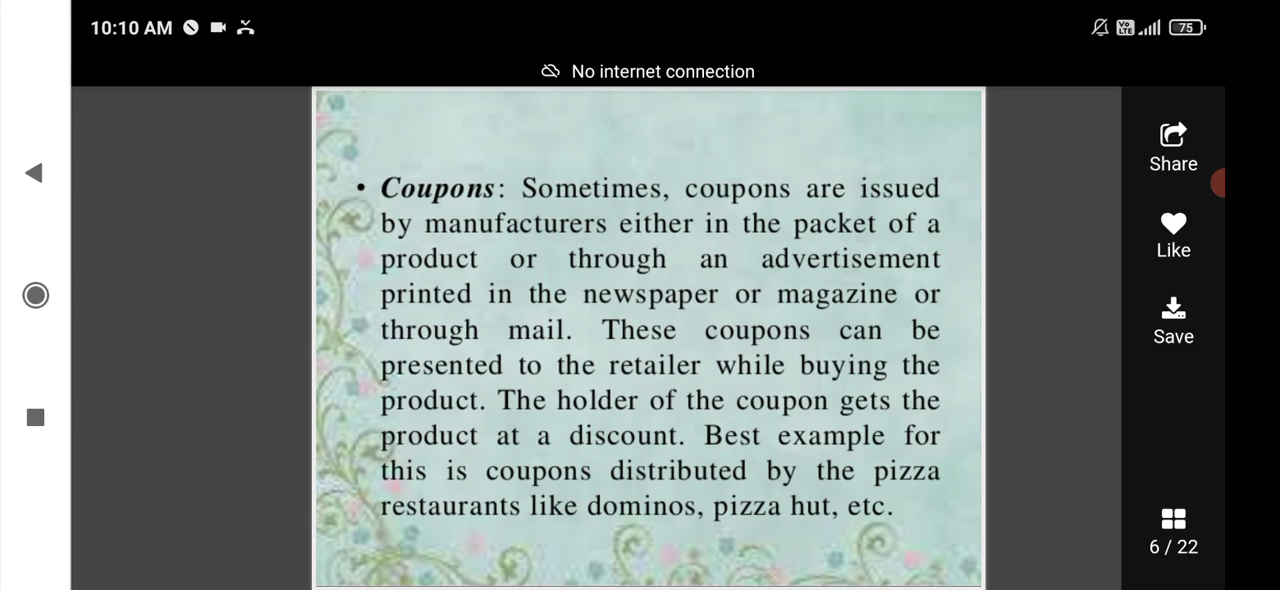 10:10 AM
Vo LTE
75
No internet connection
• Coupons: Sometimes, coupons are issued
by manufacturers either in the packet of a
product or through an advertisement
printed in the newspaper or magazine or
through mail. These coupons can be
presented to the retailer while buying the
product. The holder of the coupon gets the
product at a discount. Best example for
this is coupons distributed by the pizza
restaurants like dominos, pizza hut, etc.
Share
Like
Save
6 / 22